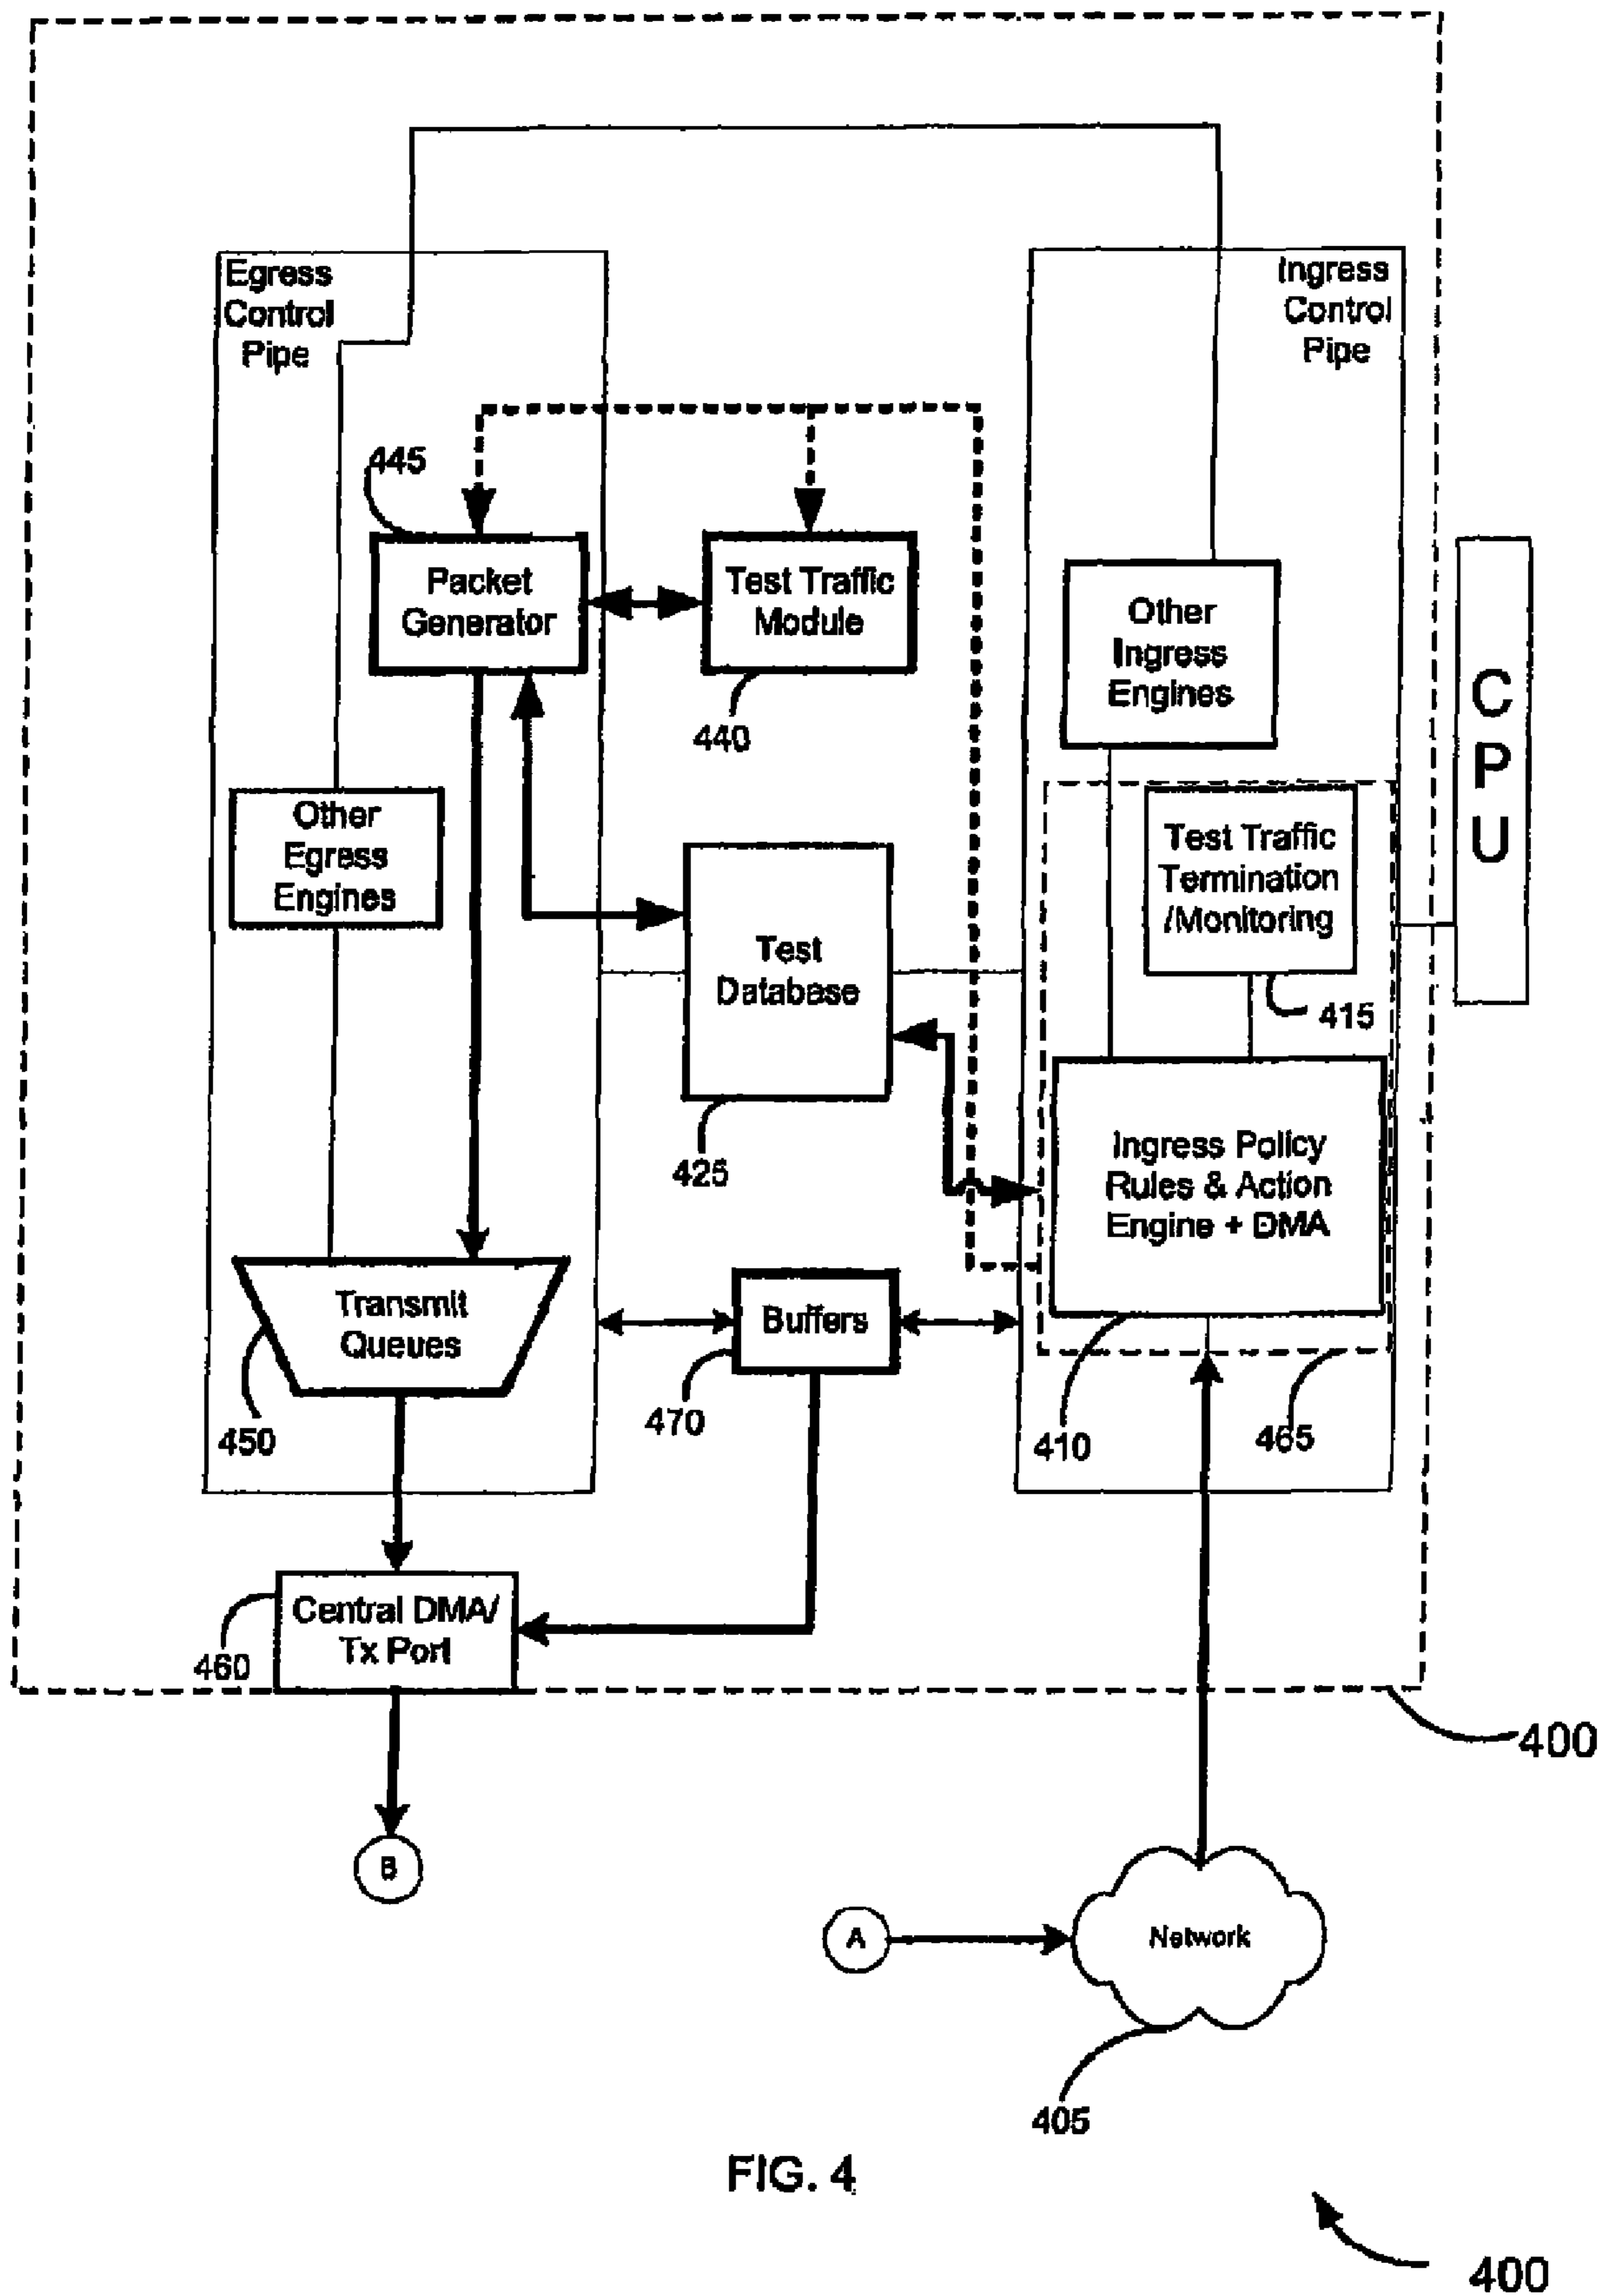 Egress
Control
Pipe
Ingress
Control
Pipe
445
Packet
Generator
Test Traffic
Module
440
Other
Ingress
Engines
C
P
U
Other
Egress
Engines
Test Traffic
Termination
/Monitoring
415
Test
Database
425
Ingress Policy
Rules & Action
Engine + DMA
Transmit
Queues
450
Buffers
470
410
465
Central DMA/
Tx Port
460
400
B
A
Network
405
FIG. 4
400